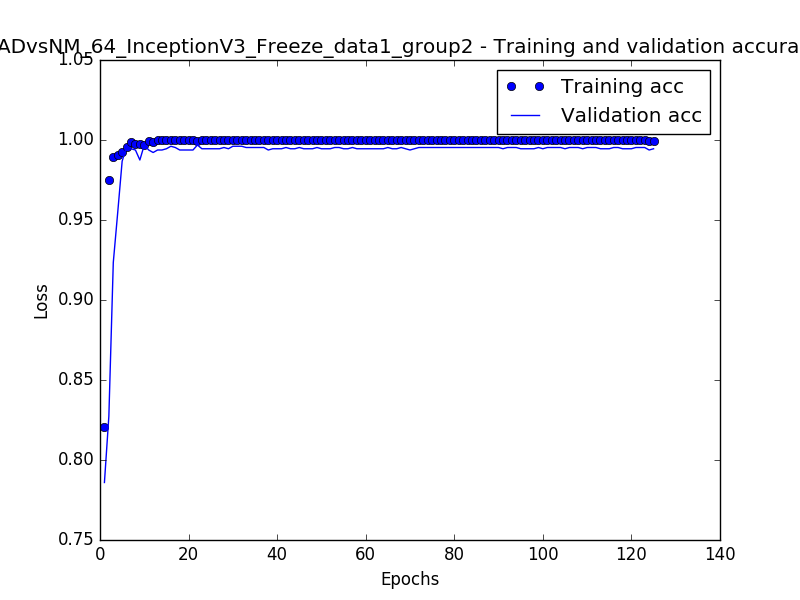 ADvsNM_64_InceptionV3_Freeze_data1_group2 - Training and validation accura
1.05
Training acc
Validation acc
1.00
0.95
0.90
Loss
0.85
0.80
0.75
0 20 40 60 80 100 120 140
Epochs